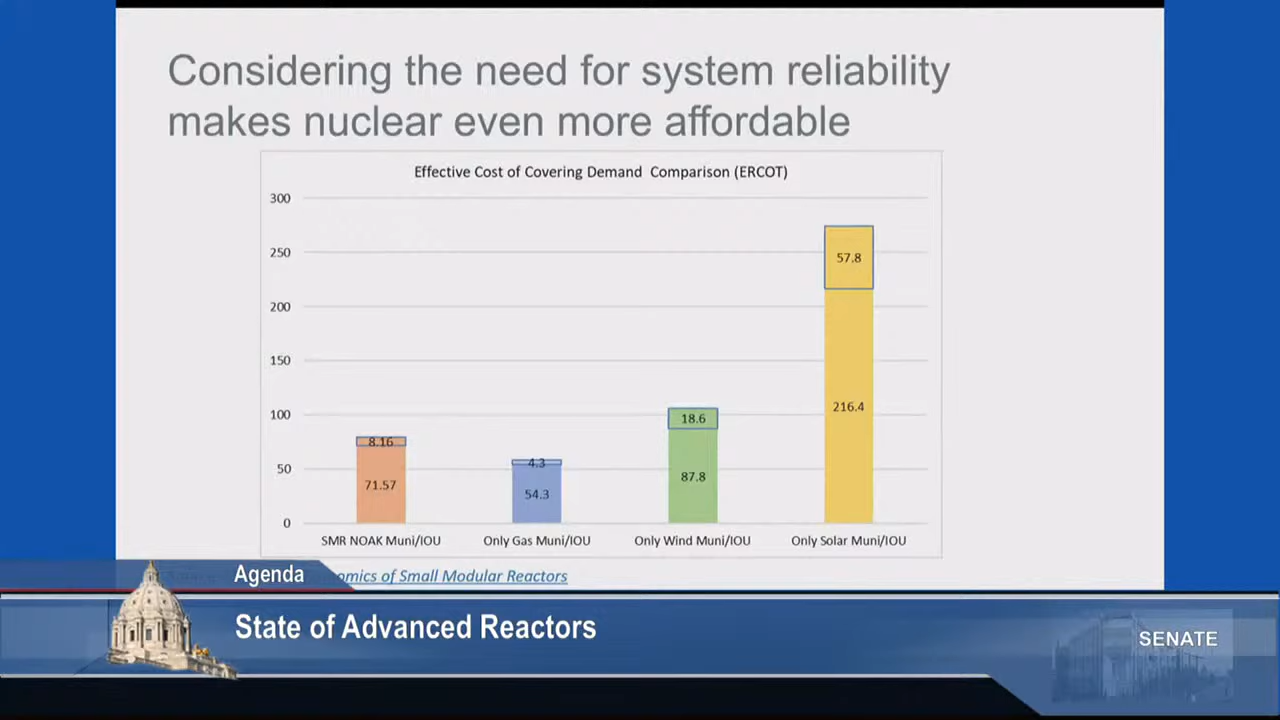 Considering the need for system reliability
makes nuclear even more affordable
Effective Cost of Covering Demand Comparison (ERCOT)
300
250
200
150
100
50
0
8.16
71.57
4.3
54.3
18.6
87.8
57.8
216.4
SMR NOAK Muni/IOU
Only Gas Muni/IOU
Only Wind Muni/IOU
Only Solar Muni/IOU
of Small Modular Reactors
Agenda
State of Advanced Reactors
SENATE